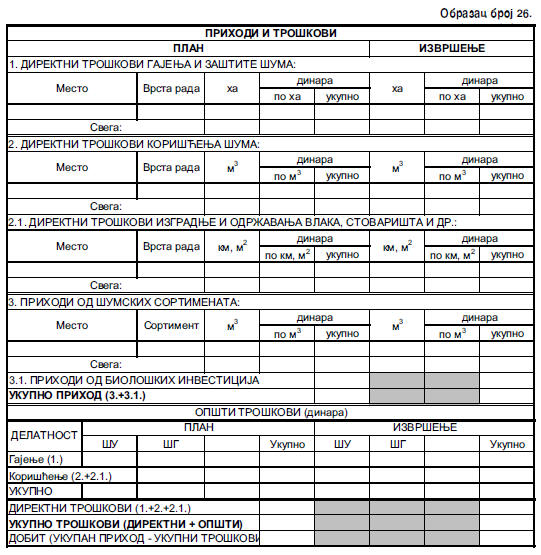 Образац број 26.
ПРИХОДИ И ТРОШКОВИ
ПЛАН ИЗВРШЕЊЕ
1. ДИРЕКТНИ ТРОШКОВИ ГАЈЕЊА И ЗАШТИТЕ ШУМА:
Место Врста рада ха динара ха динара
по ха укупно по ха укупно
Свега:
2. ДИРЕКТНИ ТРОШКОВИ КОРИШЋЕЊА ШУМА:
Место Врста рада м³ динара м³ динара
по м³ укупно по м³ укупно
Свега:
2.1. ДИРЕКТНИ ТРОШКОВИ ИЗГРАДЊЕ И ОДРЖАВАЊА ВЛАКА, СТОВАРИШТА И ДР.:
Место Врста рада км, м² динара км, м² динара
по км, м² укупно по км, м² укупно
Свега:
3. ПРИХОДИ ОД ШУМСКИХ СОРТИМЕНАТА:
Место Сортимент м³ динара м³ динара
по м³ укупно по м³ укупно
Свега:
3.1. ПРИХОДИ ОД БИОЛОШКИХ ИНВЕСТИЦИЈА
УКУПНО ПРИХОД (3.+3.1.)
ОПШТИ ТРОШКОВИ (динара)
ДЕЛАТНОСТ ПЛАН ИЗВРШЕЊЕ
ШУ ШГ Укупно ШУ ШГ Укупно
Гајење (1.)
Коришћење (2.+2.1.)
УКУПНО
ДИРЕКТНИ ТРОШКОВИ (1.+2.+2.1.)
УКУПНО ТРОШКОВИ (ДИРЕКТНИ + ОПШТИ)
ДОБИТ (УКУПАН ПРИХОД - УКУПНИ ТРОШКОВИ